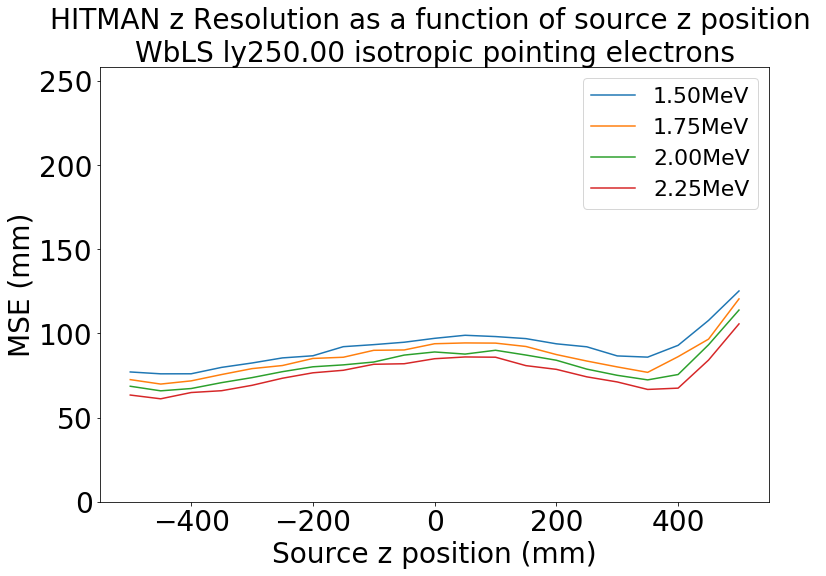 HITMAN z Resolution as a function of source z position
WbLS ly250.00 isotropic pointing electrons
250
200
150
100
50
0
MSE (mm)
1.50MeV
1.75MeV
2.00MeV
2.25MeV
−400
−200
0
200
400
Source z position (mm)